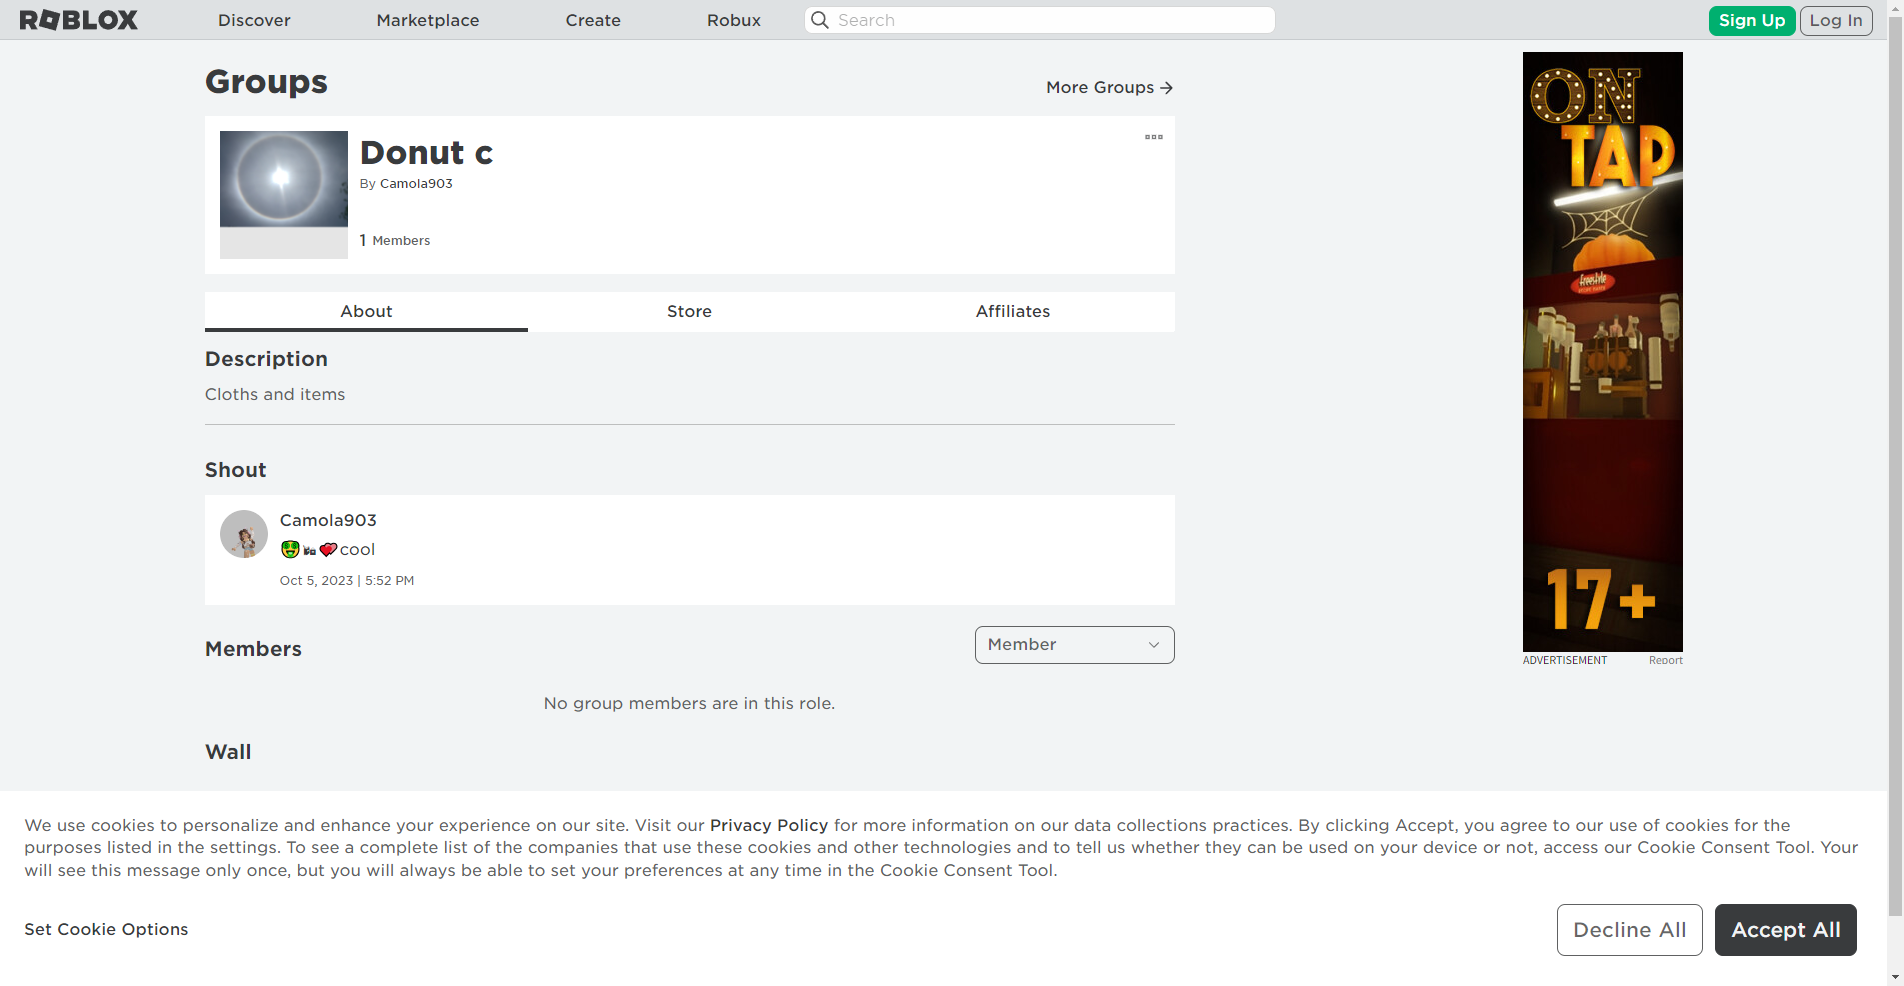 ROBLOX
Discover
Marketplace
Create
Robux
Search
Sign Up
Log In
Groups
More Groups →
Donut c
By Camola903
1 Members
About
Store
Affiliates
Description
Cloths and items
Shout
Camola903
cool
Oct 5, 2023 | 5:52 PM
Members
Member
No group members are in this role.
Wall
ON
TAP
17+
ADVERTISEMENT
Report
We use cookies to personalize and enhance your experience on our site. Visit our Privacy Policy for more information on our data collections practices. By clicking Accept, you agree to our use of cookies for the
purposes listed in the settings. To see a complete list of the companies that use these cookies and other technologies and to tell us whether they can be used on your device or not, access our Cookie Consent Tool. Your
will see this message only once, but you will always be able to set your preferences at any time in the Cookie Consent Tool.
Set Cookie Options
Decline All
Accept All